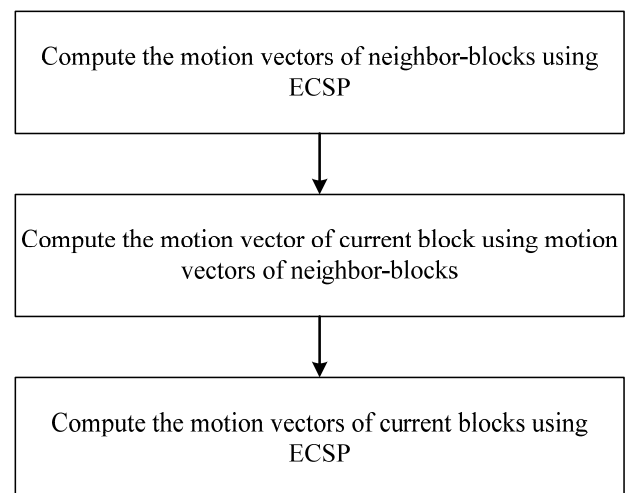 Compute the motion vectors of neighbor-blocks using
ECSP
Compute the motion vector of current block using motion
vectors of neighbor-blocks
Compute the motion vectors of current blocks using
ECSP